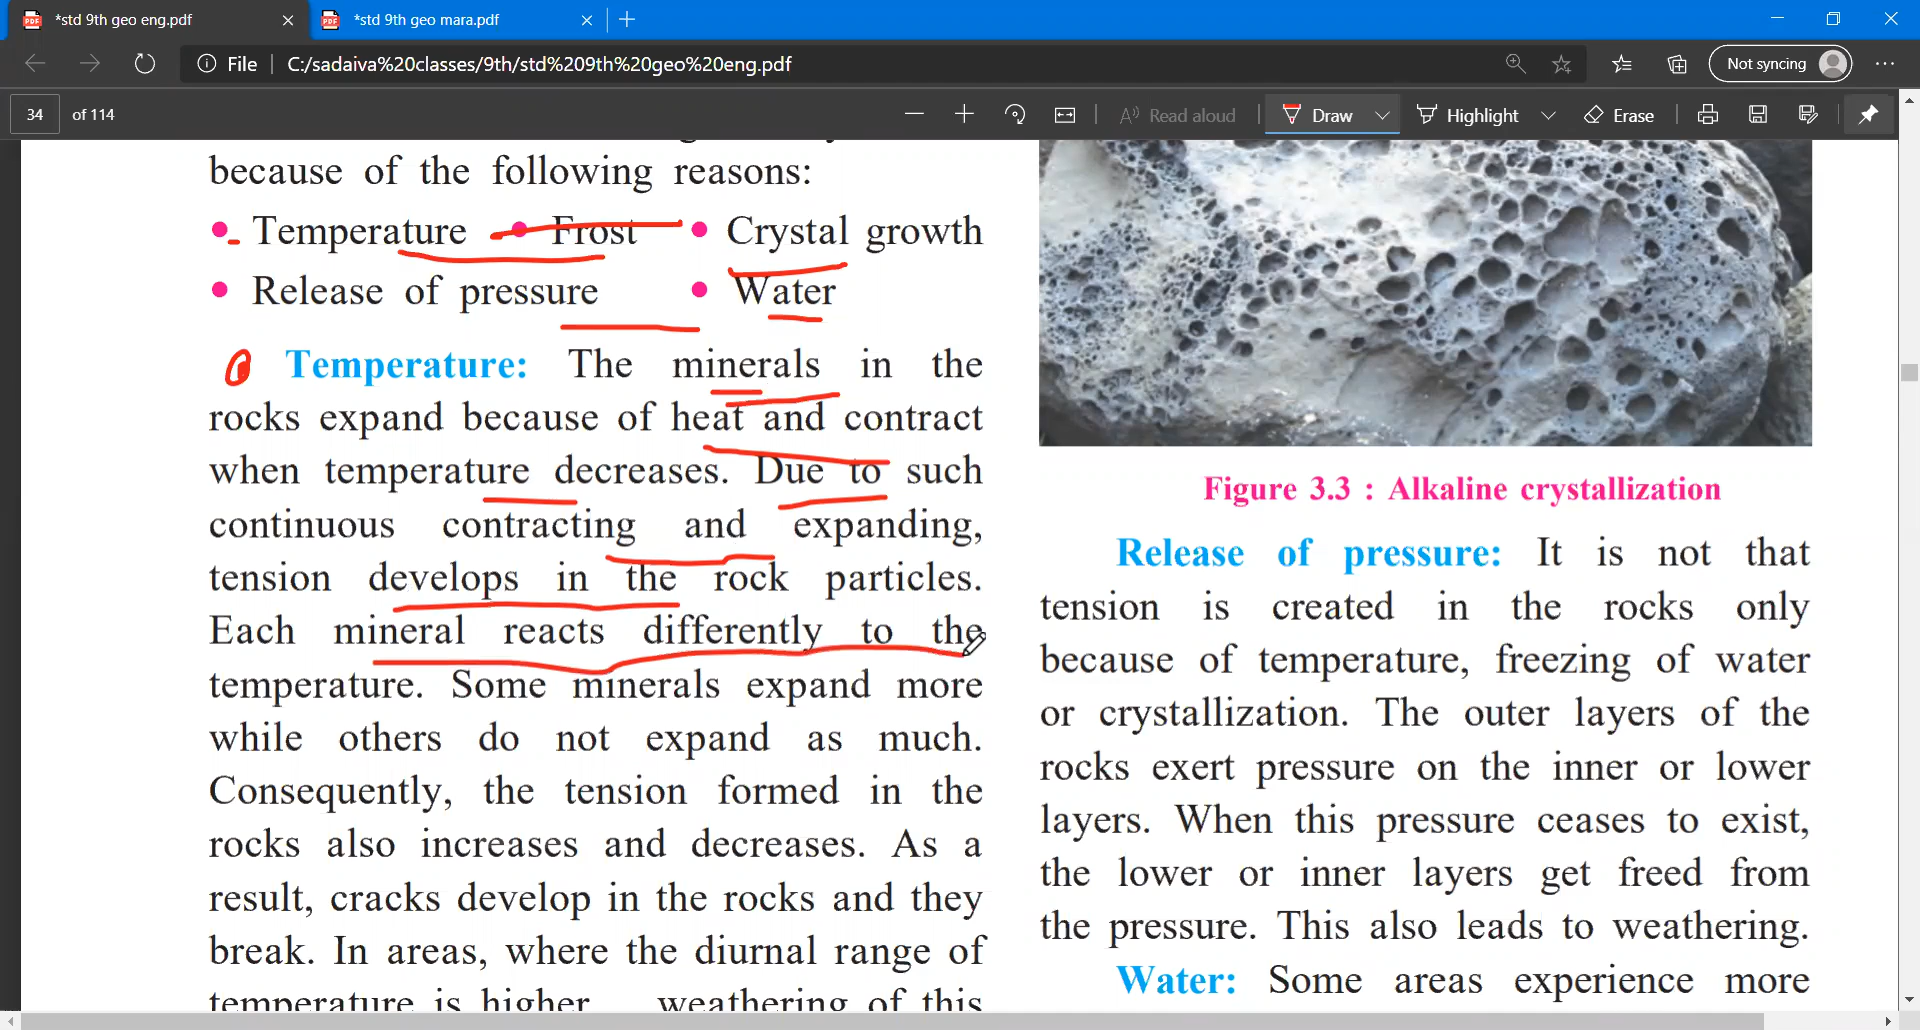 *std 9th geo eng.pdf
*std 9th geo mara.pdf
File C:/sadaiva%20classes/9th/std%209th%20geo%20eng.pdf
Not syncing
34 of 114
Read aloud
Draw
Highlight
Erase
because of the following reasons:
• Temperature • Frost • Crystal growth
• Release of pressure • Water
Temperature: The minerals in the
rocks expand because of heat and contract
when temperature decreases. Due to such
continuous contracting and expanding,
tension develops in the rock particles.
Each mineral reacts differently to the
temperature. Some minerals expand more
while others do not expand as much.
Consequently, the tension formed in the
rocks also increases and decreases. As a
result, cracks develop in the rocks and they
break. In areas, where the diurnal range of
temperature is higher weathering of this
Figure 3.3 : Alkaline crystallization
Release of pressure: It is not that
tension is created in the rocks only
because of temperature, freezing of water
or crystallization. The outer layers of the
rocks exert pressure on the inner or lower
layers. When this pressure ceases to exist,
the lower or inner layers get freed from
the pressure. This also leads to weathering.
Water: Some areas experience more